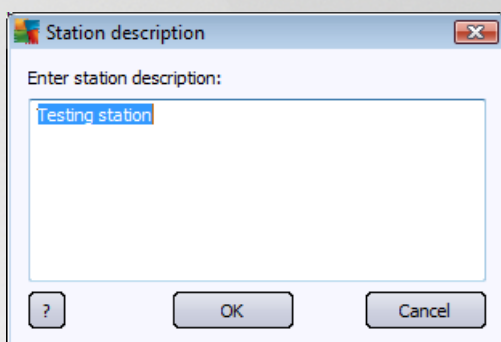 Station description
Enter station description:
Testing station
? OK Cancel